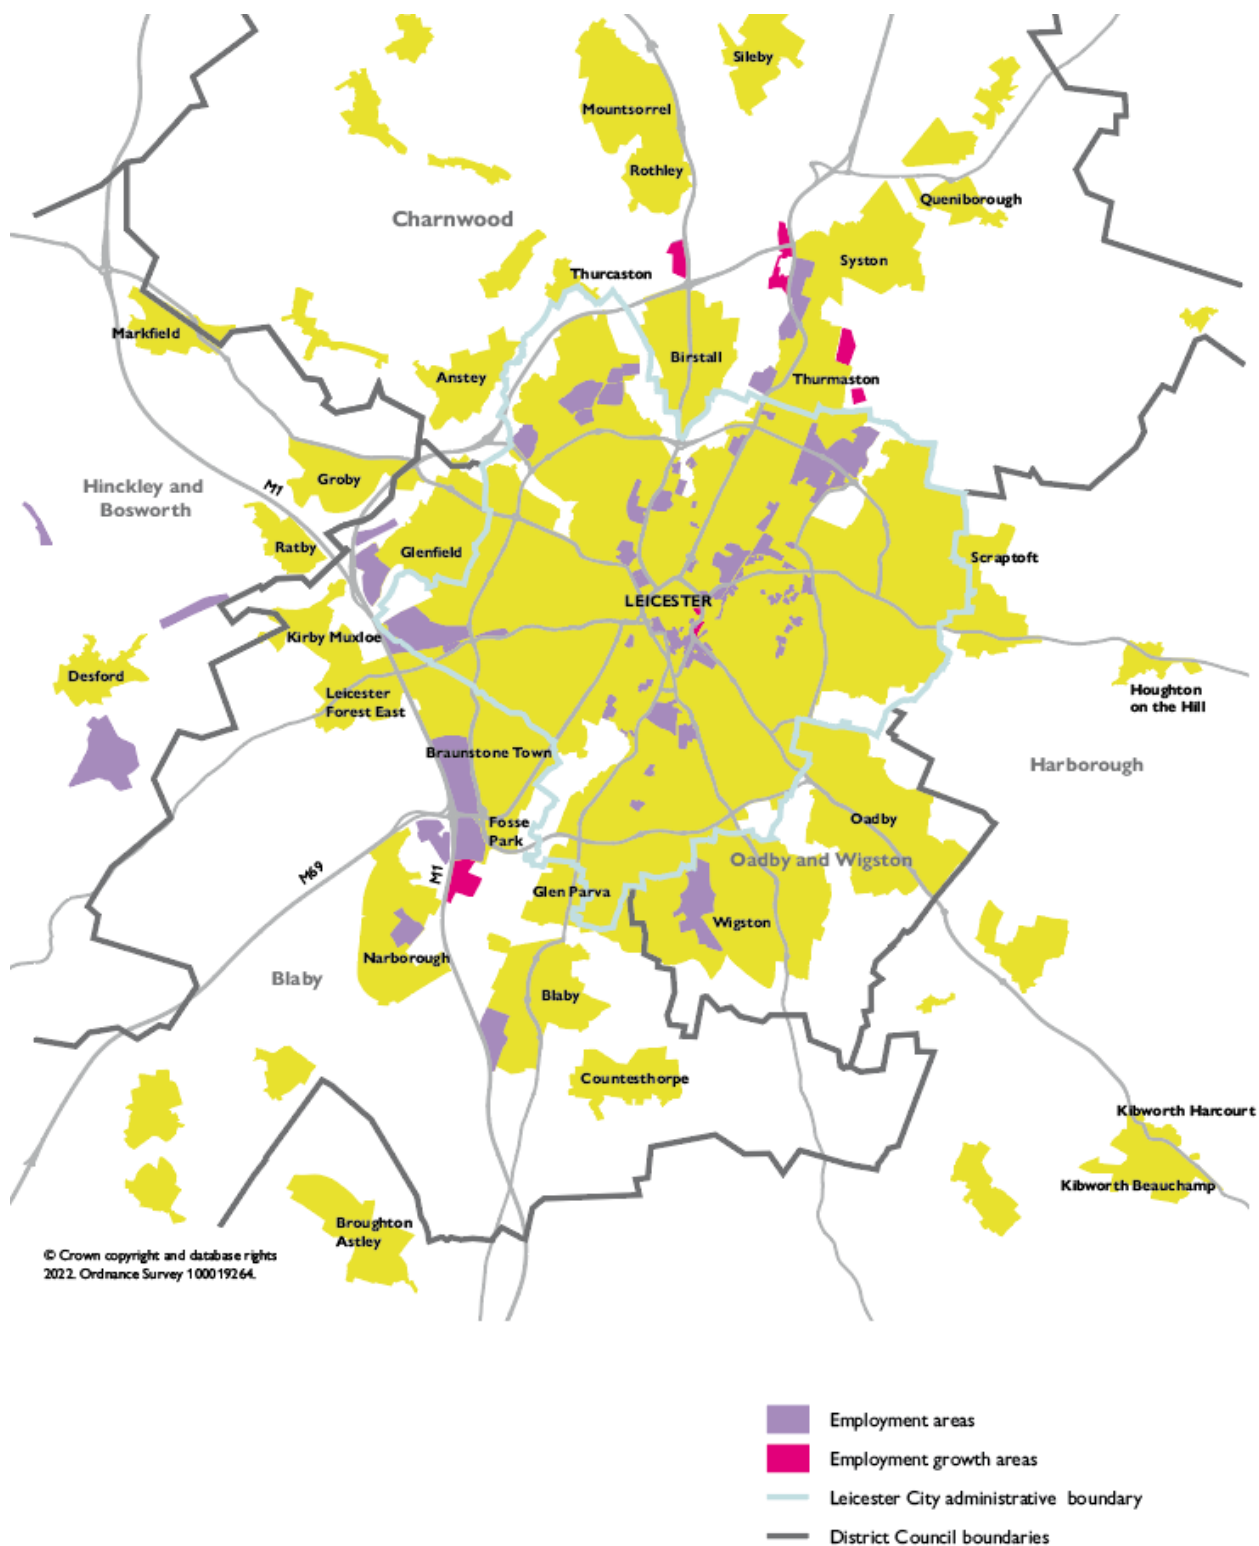 Sileby
Mountsorrel
Rothley
Queniborough
Charnwood
Syston
Thurcaston
Markfield
Birstall
Anstey
Thurmaston
Hinckley and
Bosworth
M1
Groby
Ratby
Glenfield
Scraptoft
LEICESTER
Kirby Muxloe
Desford
Leicester
Forest East
Houghton
on the Hill
Braunstone Town
Harborough
Fosse
Park
Oadby
Oadby and Wigston
M69
M1
Glen Parva
Wigston
Narborough
Blaby
Blaby
Countesthorpe
Kibworth Harcourt
Kibworth Beauchamp
Broughton
Astley
© Crown copyright and database rights
2022. Ordnance Survey 100019264.
Employment areas
Employment growth areas
Leicester City administrative boundary
District Council boundaries